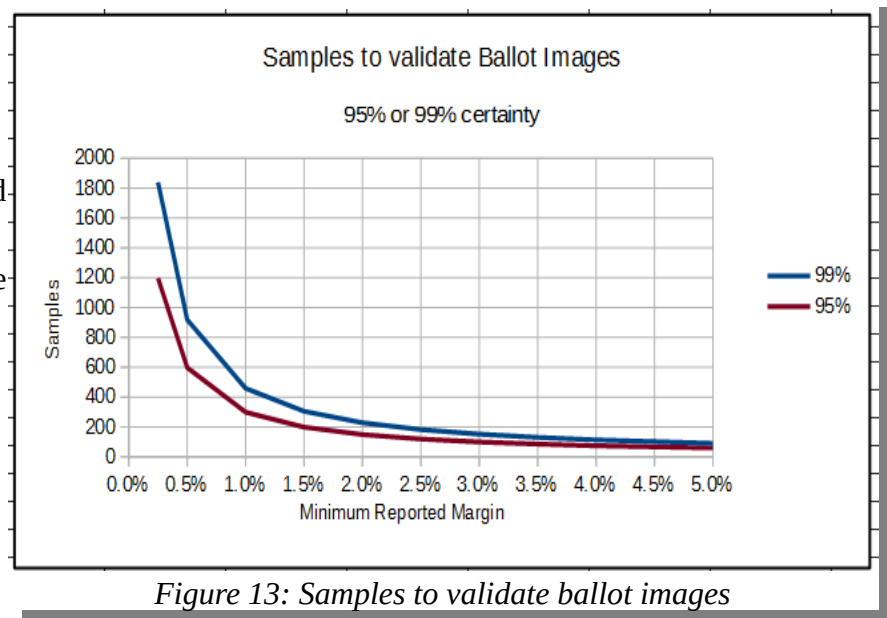 Samples to validate Ballot Images
95% or 99% certainty
2000
1800
1600
1400
1200
1000
800
600
400
200
0
Samples
0.0% 0.5% 1.0% 1.5% 2.0% 2.5% 3.0% 3.5% 4.0% 4.5% 5.0%
Minimum Reported Margin
99%
95%
d
e
Figure 13: Samples to validate ballot images